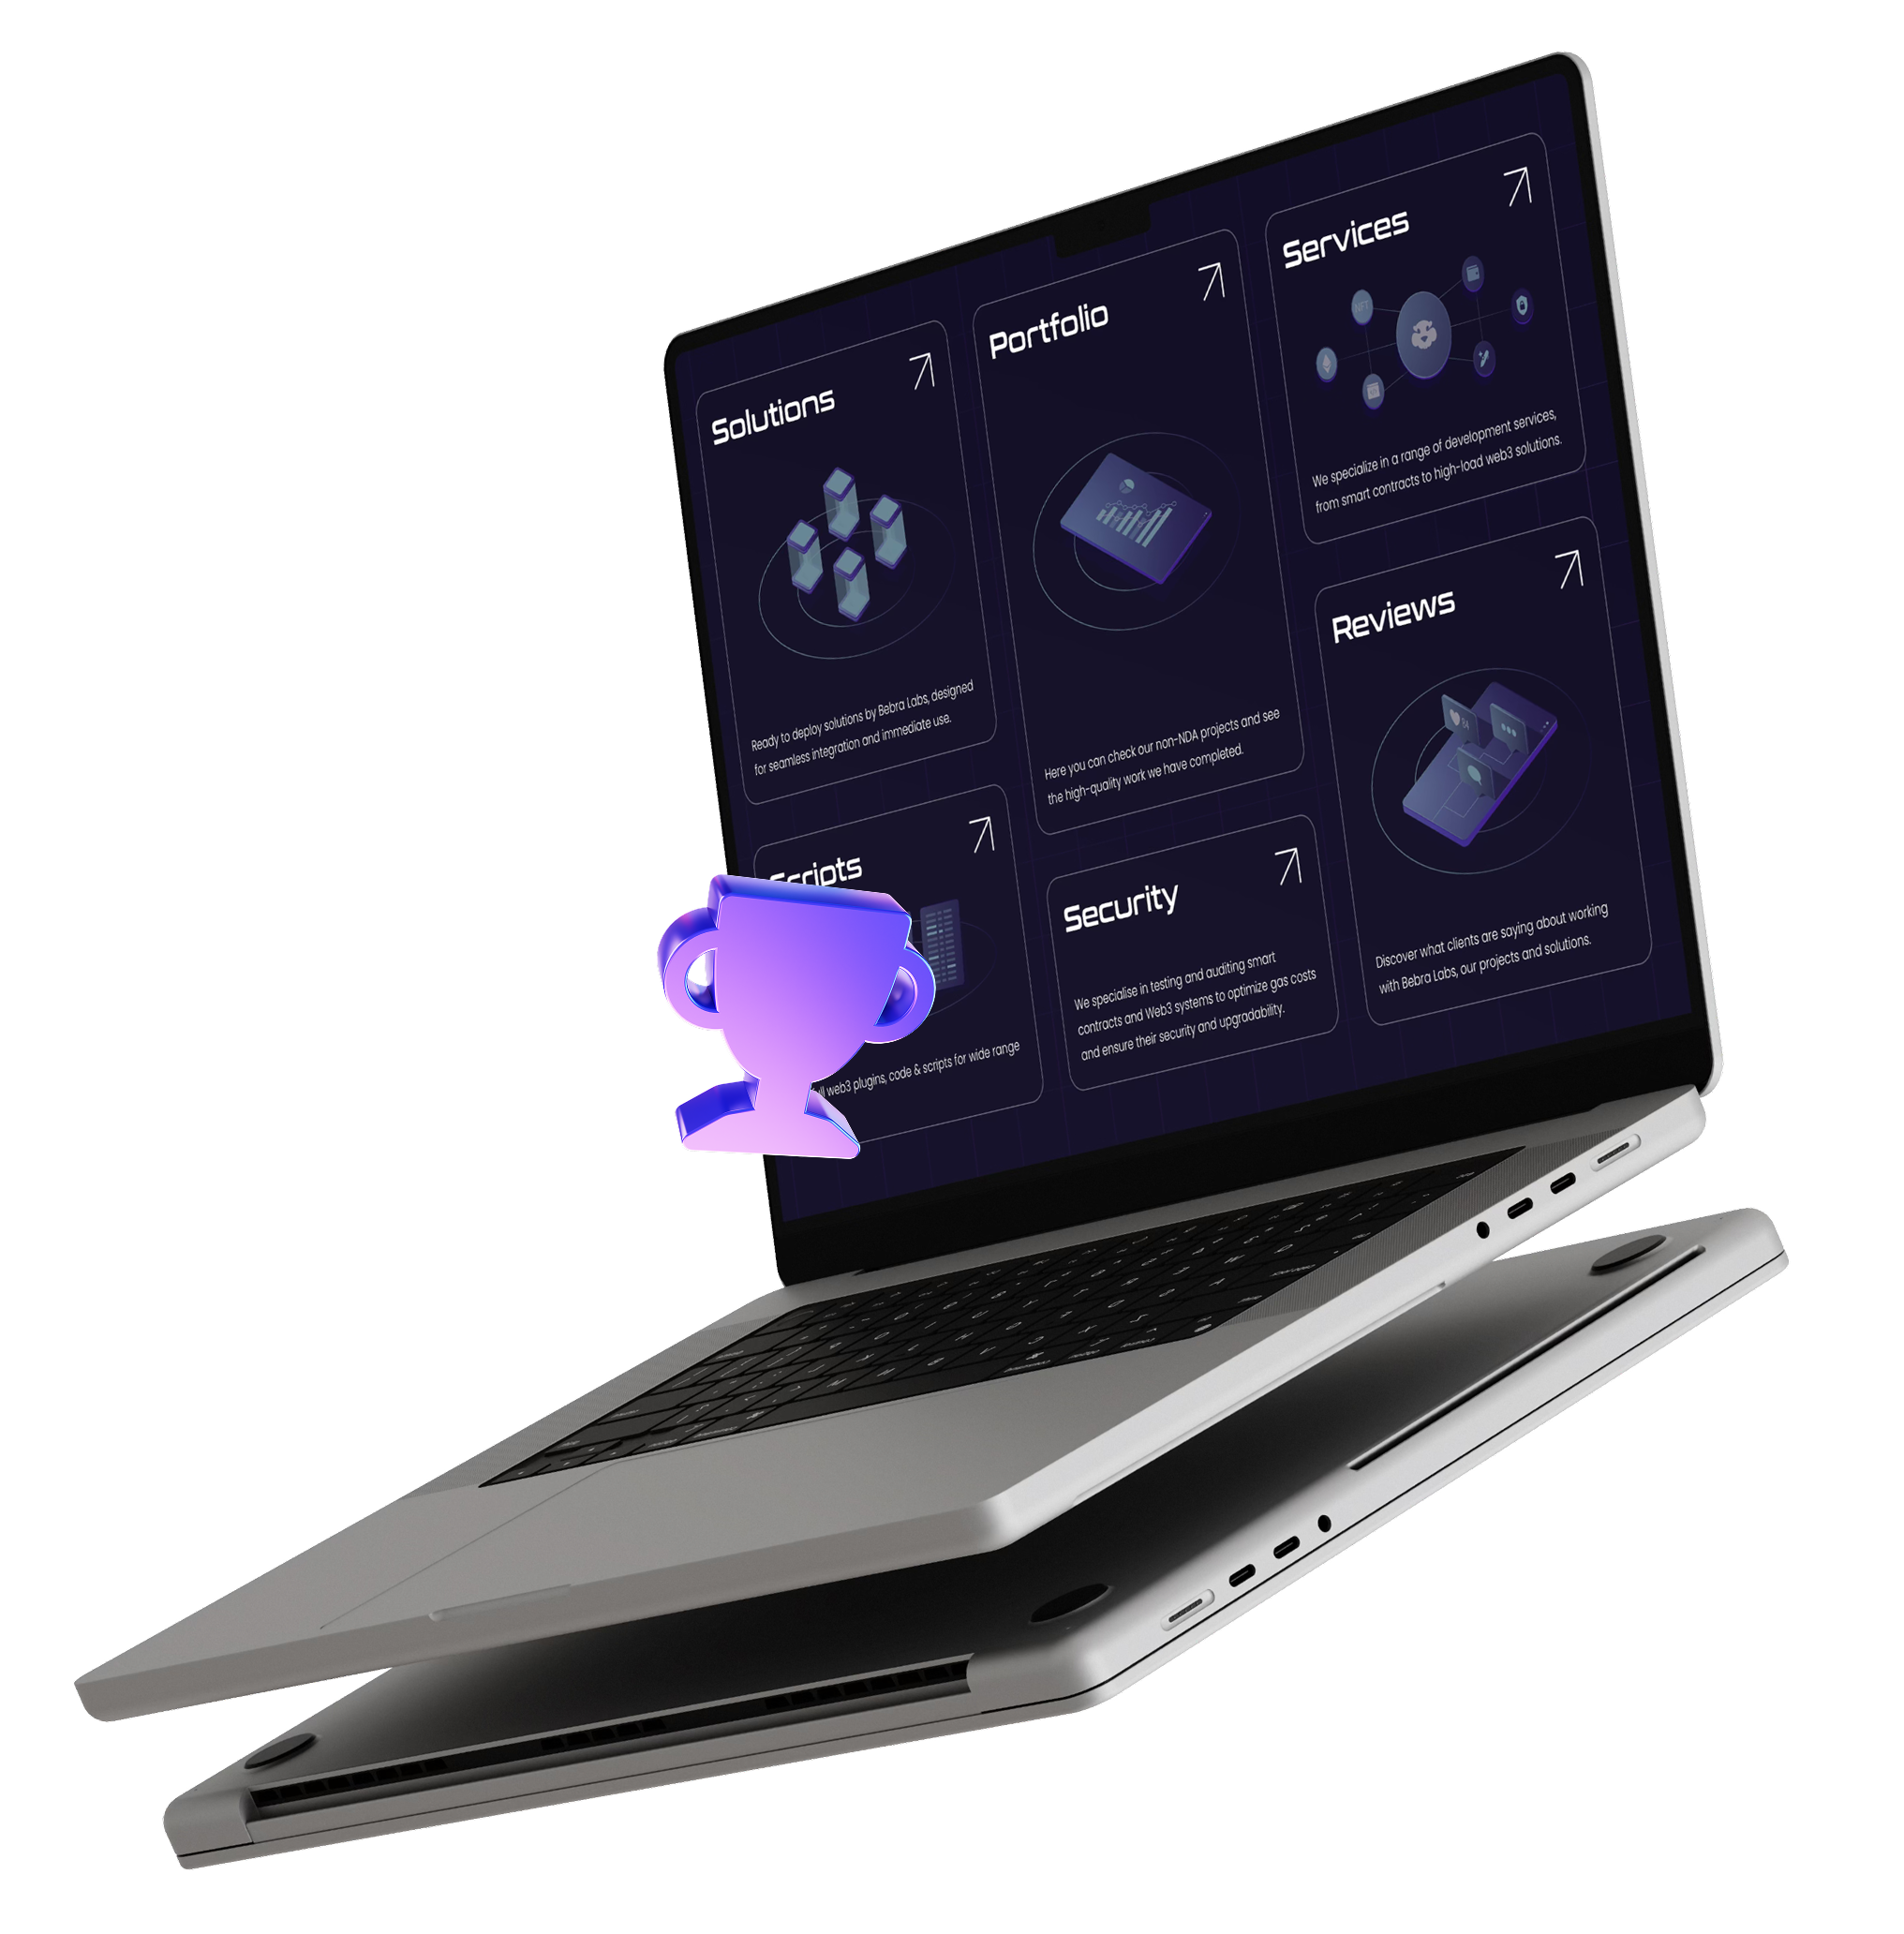 Solutions
Ready to deploy solutions by Bebra Labs, designed
for seamless integration and immediate use.
Portfolio
Here you can check our non-NDA projects and see
the high-quality work we have completed.
Services
NFT
We specialize in a range of development services,
from smart contracts to high-load web3 solutions.
Reviews
Discover what clients are saying about working
with Bebra Labs, our projects and solutions.
Scripts
web3 plugins, code & scripts for wide range
Security
We specialise in testing and auditing smart
contracts and Web3 systems to optimize gas costs
and ensure their security and upgradability.